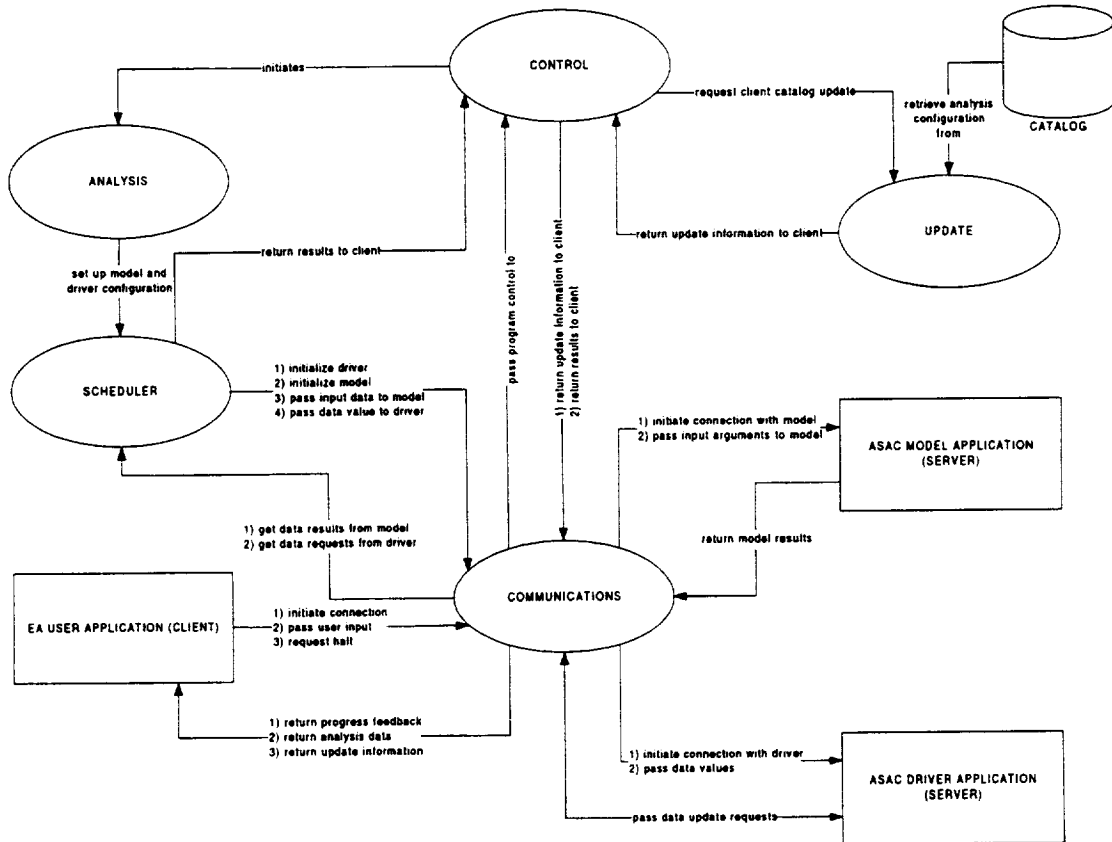 CONTROL
initiates
request client catalog update
retrieve analysis
configuration
from
CATALOG
ANALYSIS
UPDATE
return update information to client
return results to client
set up model and
driver configuration
pass program control to
1) return update information to client
2) return results to client
SCHEDULER
1) initialize driver
2) initialize model
3) pass input data to model
4) pass data value to driver
1) initiate connection with model
2) pass input arguments to model
ASAC MODEL APPLICATION
(SERVER)
1) get data results from model
2) get data requests from driver
return model results
EA USER APPLICATION (CLIENT)
1) initiate connection
2) pass user input
3) request halt
COMMUNICATIONS
1) return progress feedback
2) return analysis data
3) return update information
1) initiate connection with driver
2) pass data values
ASAC DRIVER APPLICATION
(SERVER)
pass data update requests